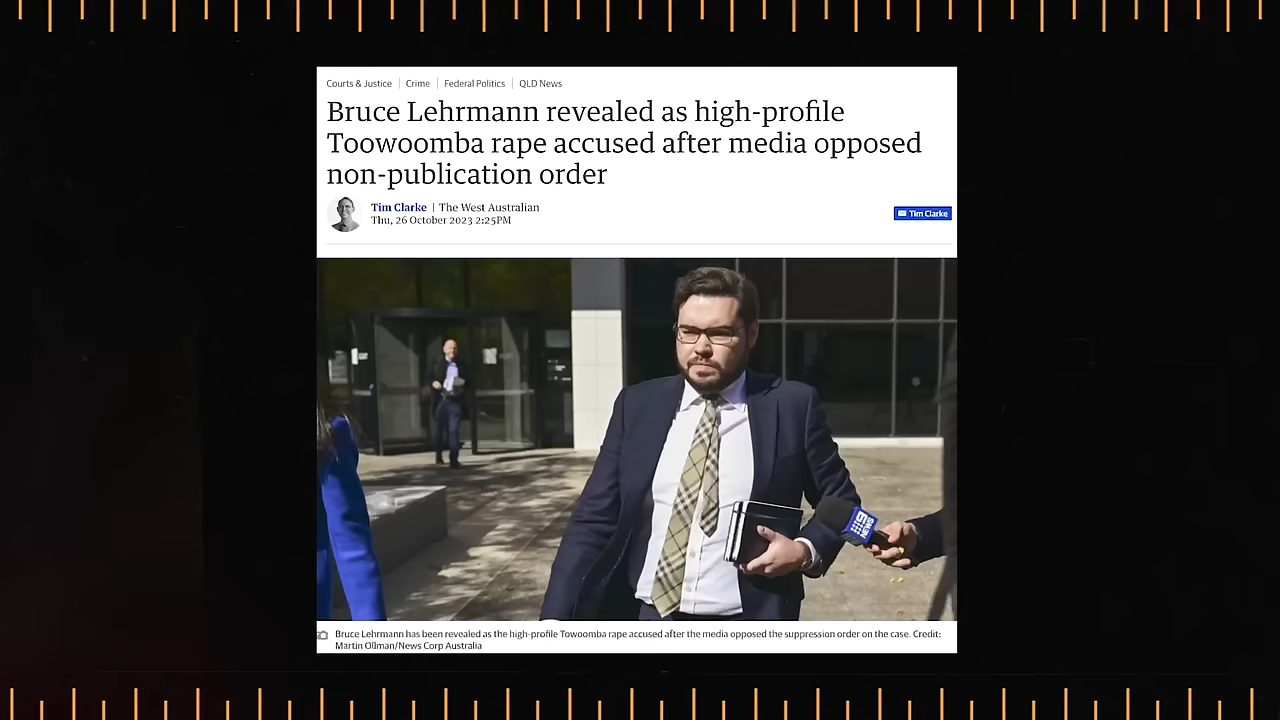 Courts & Justice | Crime | Federal Politics | QLD News
Bruce Lehrmann revealed as high-profile
Toowoomba rape accused after media opposed
non-publication order
Tim Clarke | The West Australian
Thu, 26 October 2023 2:25PM
Tim Clarke
9 NEWS
Bruce Lehrmann has been revealed as the high-profile Towoomba rape accused after the media opposed the suppression order on the case. Credit:
Martin Ollman/News Corp Australia